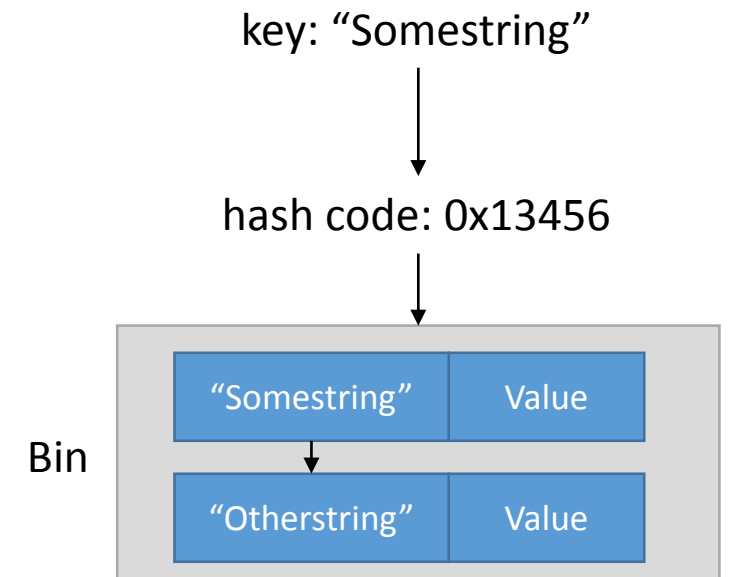 key: “Somestring”
hash code: 0x13456
“Somestring” Value
Bin
“Otherstring” Value